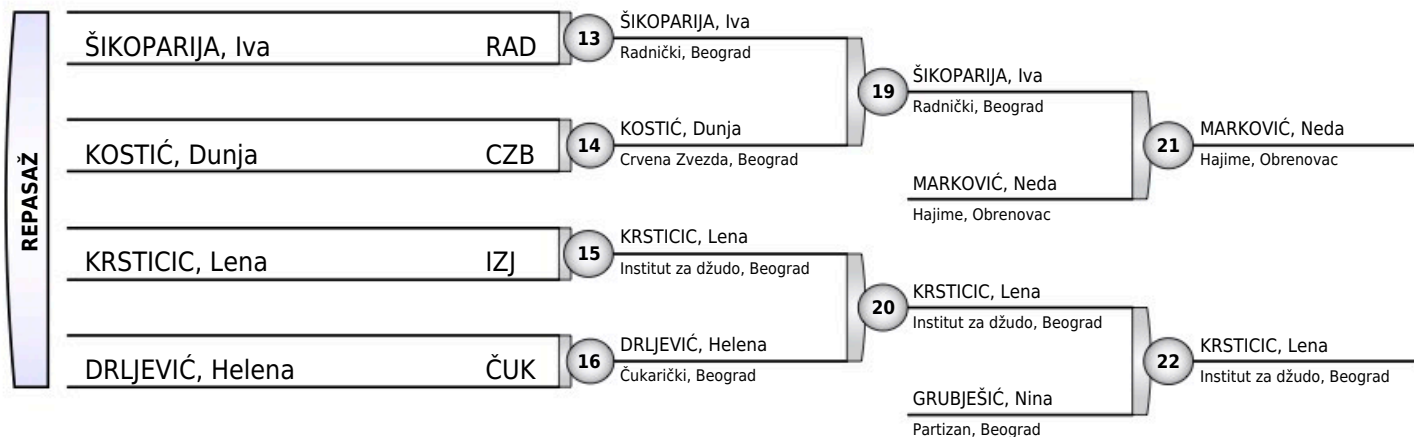 REPASAŽ
ŠIKOPARIJA, Iva RAD
KOSTIĆ, Dunja CZB
KRSTICIC, Lena IZJ
DRLJEVIĆ, Helena ČUK
13
ŠIKOPARIJA, Iva
Radnički, Beograd
14
KOSTIĆ, Dunja
Crvena Zvezda, Beograd
15
KRSTICIC, Lena
Institut za džudo, Beograd
16
DRLJEVIĆ, Helena
Čukarički, Beograd
19
ŠIKOPARIJA, Iva
Radnički, Beograd
MARKOVIĆ, Neda
Hajime, Obrenovac
20
KRSTICIC, Lena
Institut za džudo, Beograd
GRUBJEŠIĆ, Nina
Partizan, Beograd
21
MARKOVIĆ, Neda
Hajime, Obrenovac
22
KRSTICIC, Lena
Institut za džudo, Beograd